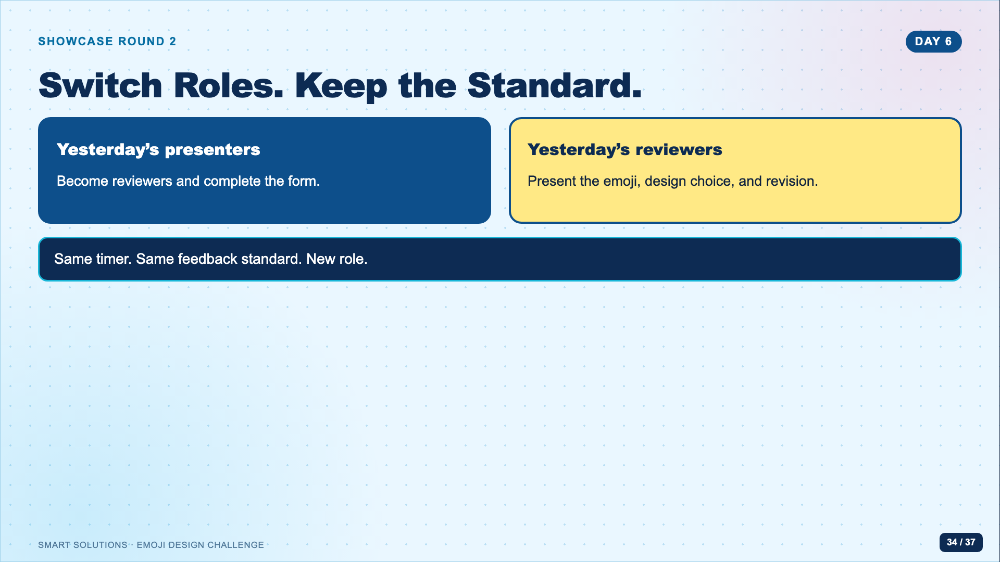 SHOWCASE ROUND 2
DAY 6
Switch Roles. Keep the Standard.
Yesterday’s presenters
Become reviewers and complete the form.
Yesterday’s reviewers
Present the emoji, design choice, and revision.
Same timer. Same feedback standard. New role.
SMART SOLUTIONS · EMOJI DESIGN CHALLENGE
34 / 37